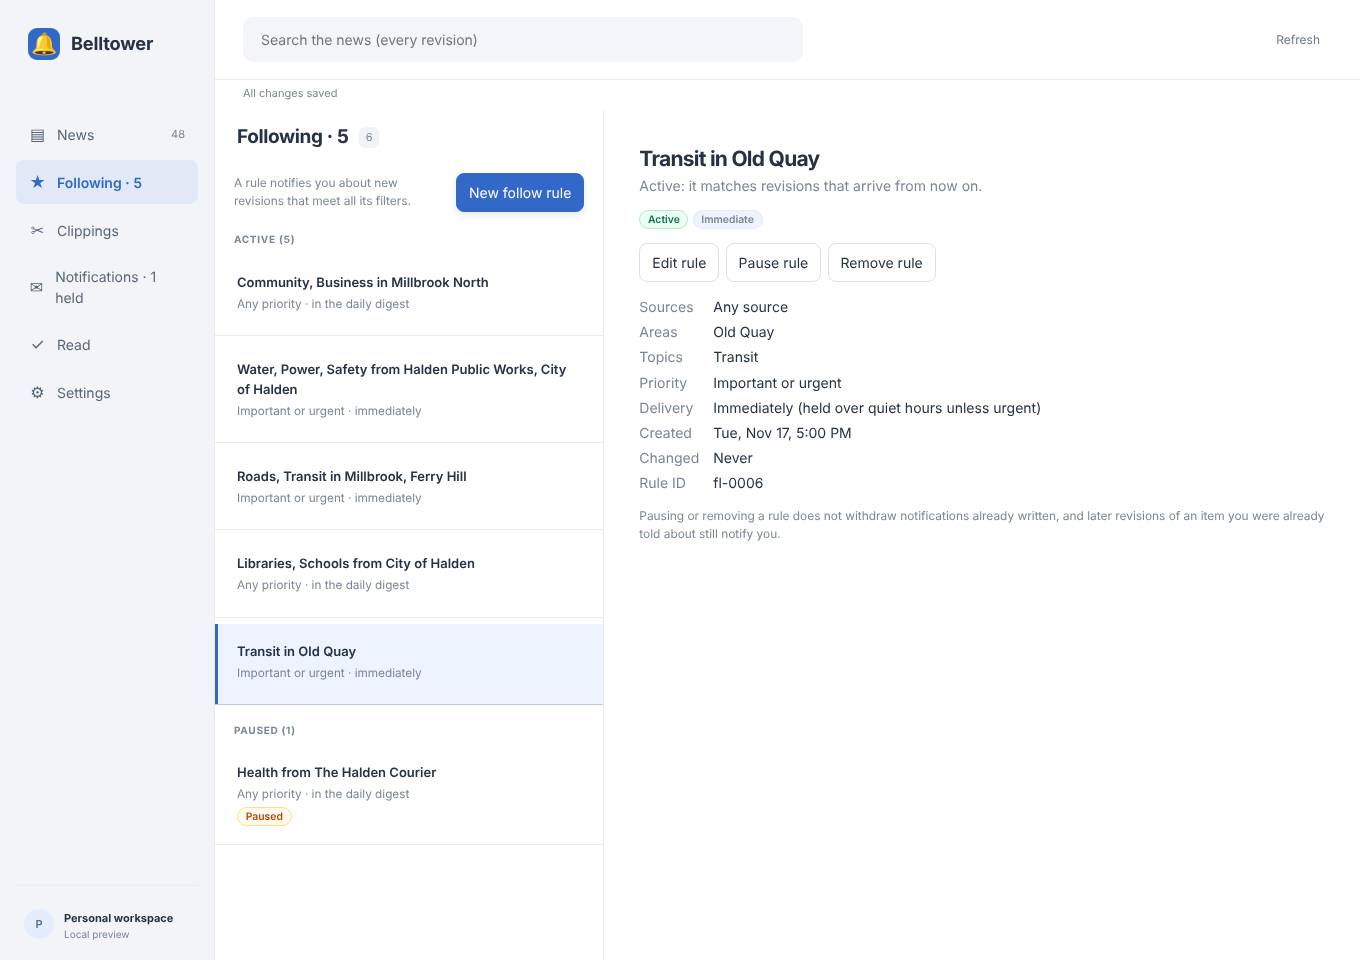 Belltower
Search the news (every revision)
Refresh
All changes saved
News 48
Following · 5
Clippings
Notifications · 1
held
Read
Settings
Personal workspace
P
Local preview
Following · 5 6
A rule notifies you about new
revisions that meet all its filters.
New follow rule
ACTIVE (5)
Community, Business in Millbrook North
Any priority · in the daily digest
Water, Power, Safety from Halden Public Works, City
of Halden
Important or urgent · immediately
Roads, Transit in Millbrook, Ferry Hill
Important or urgent · immediately
Libraries, Schools from City of Halden
Any priority · in the daily digest
Transit in Old Quay
Important or urgent · immediately
PAUSED (1)
Health from The Halden Courier
Any priority · in the daily digest
Paused
Transit in Old Quay
Active: it matches revisions that arrive from now on.
Active Immediate
Edit rule Pause rule Remove rule
Sources Any source
Areas Old Quay
Topics Transit
Priority Important or urgent
Delivery Immediately (held over quiet hours unless urgent)
Created Tue, Nov 17, 5:00 PM
Changed Never
Rule ID fl-0006
Pausing or removing a rule does not withdraw notifications already written, and later revisions of an item you were already
told about still notify you.